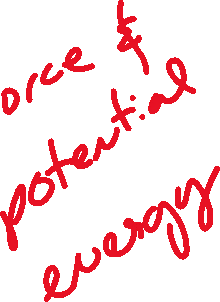 orce &
potential
energy